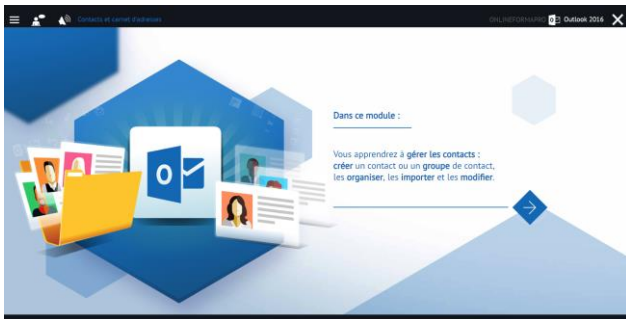 Contacts et carnet d'adresses
ONLINEFORMAPRO Outlook 2016
Dans ce module :
Vous apprendrez à gérer les contacts :
créer un contact ou un groupe de contact,
les organiser, les importer et les modifier.